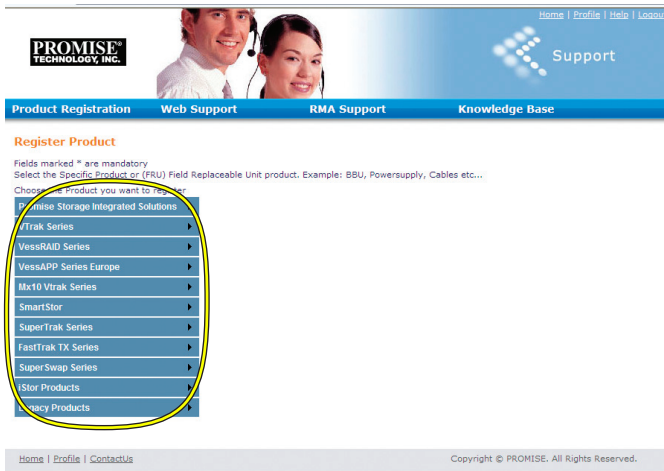 Home | Profile | Help | Logou
PROMISE®
TECHNOLOGY, INC.
Support
Product Registration Web Support RMA Support Knowledge Base
Register Product
Fields marked * are mandatory
Select the Specific Product or (FRU) Field Replaceable Unit product. Example: BBU, Powersupply, Cables etc...
Choose the Product you want to register
Promise Storage Integrated Solutions
VTrak Series
VessRAID Series
VessAPP Series Europe
Mx10 Vtrak Series
SmartStor
SuperTrak Series
FastTrak TX Series
SuperSwap Series
iStor Products
Legacy Products
Home | Profile | ContactUs Copyright © PROMISE. All Rights Reserved.